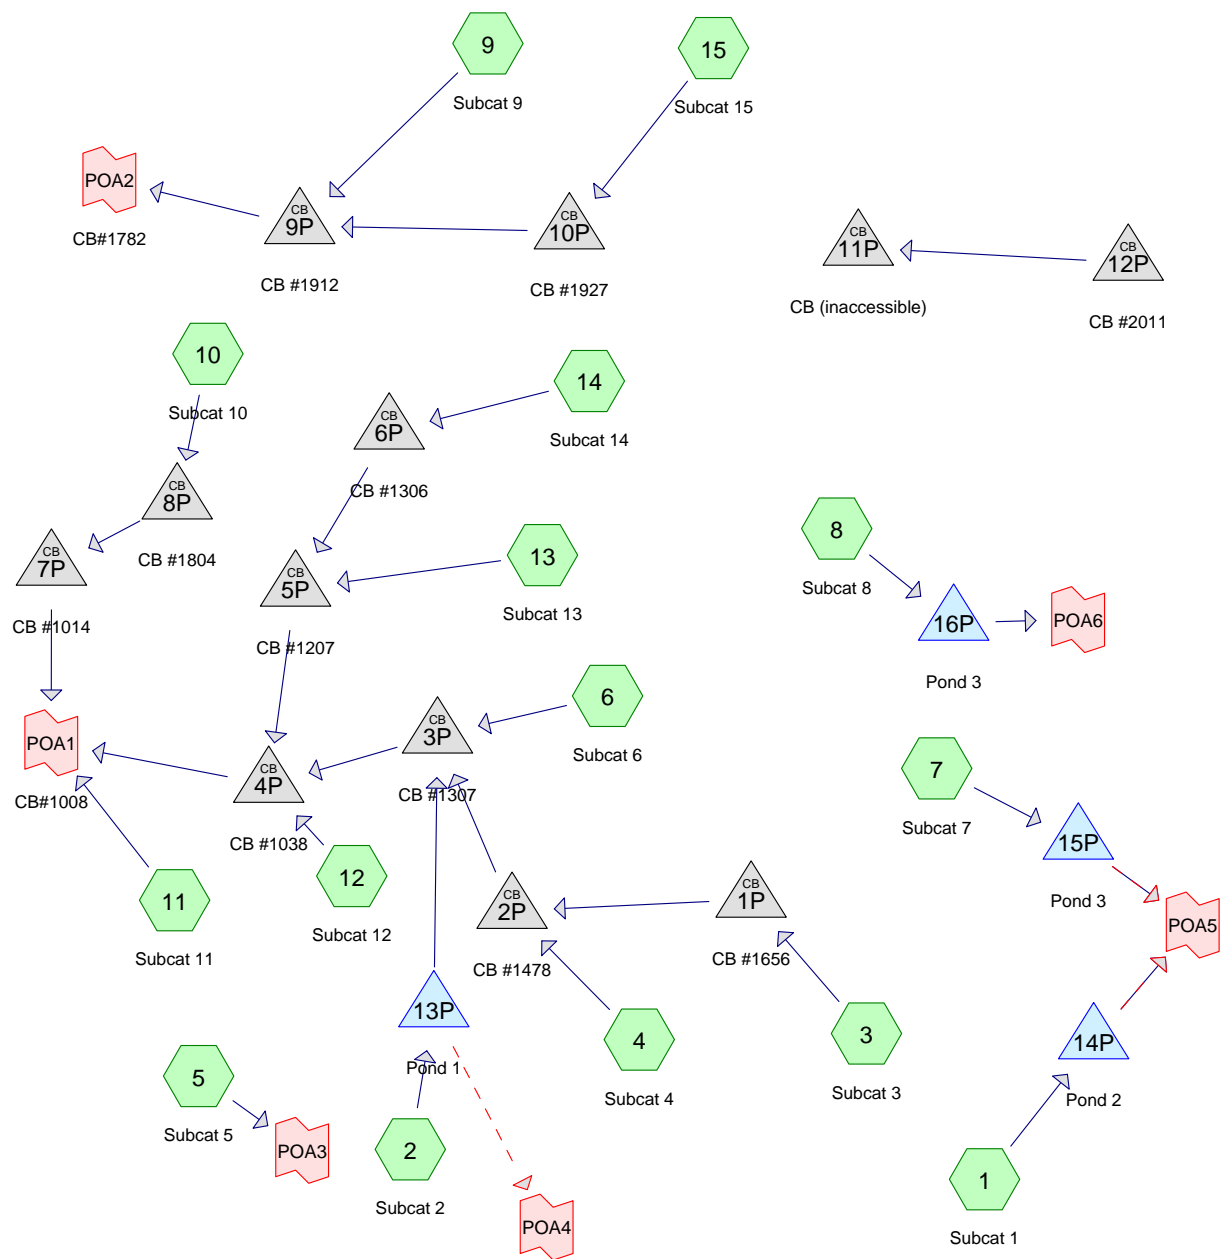 9
Subcat 9
15
Subcat 15
POA2
CB#1782
CB
9P
CB #1912
CB
10P
CB #1927
CB
11P
CB (inaccessible)
CB
12P
CB #2011
10
Subcat 10
14
Subcat 14
CB
6P
CB #1306
CB
8P
CB #1804
CB
7P
CB #1014
13
Subcat 13
CB
5P
CB #1207
8
Subcat 8
16P
Pond 3
POA6
6
Subcat 6
CB
3P
CB #1307
POA1
CB#1008
CB
4P
CB #1038
7
Subcat 7
15P
Pond 3
POA5
11
Subcat 11
12
Subcat 12
CB
2P
CB #1478
CB
1P
CB #1656
13P
Pond 1
4
Subcat 4
3
Subcat 3
14P
Pond 2
5
Subcat 5
POA3
2
Subcat 2
POA4
1
Subcat 1